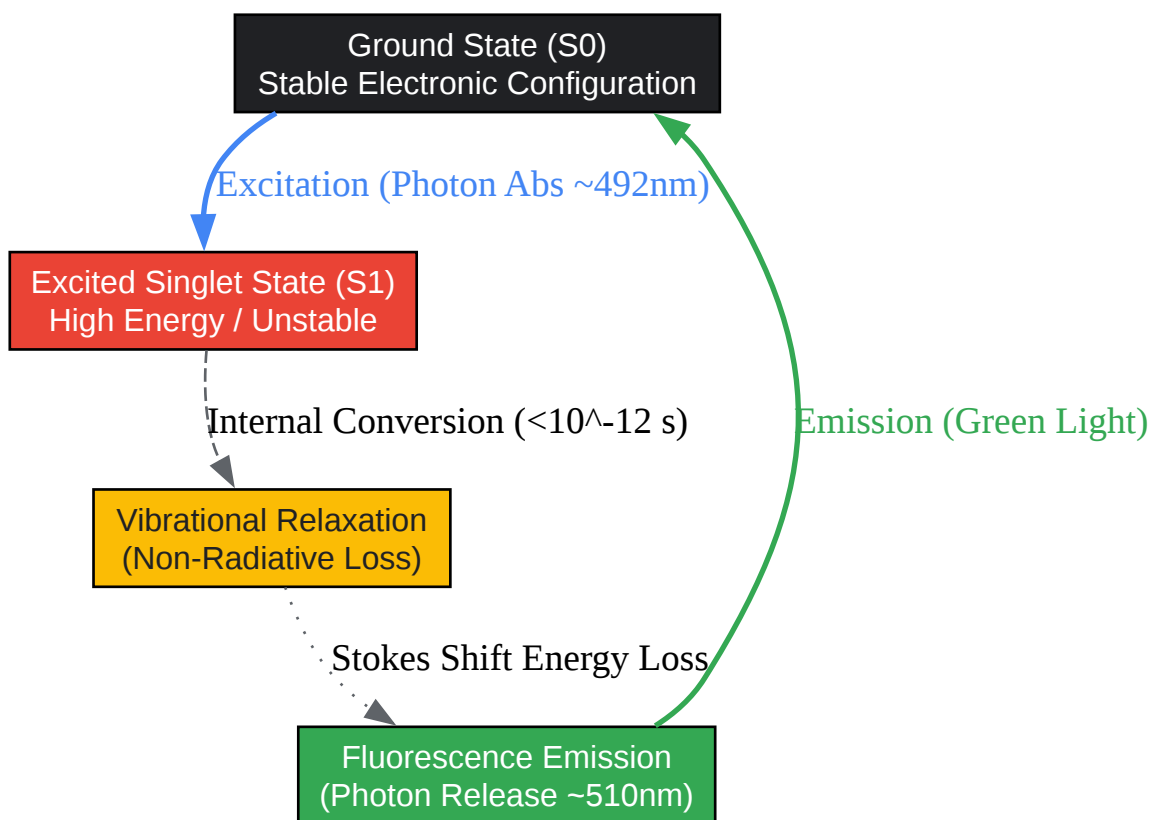 Ground State (S0)
Stable Electronic Configuration
Excitation (Photon Abs ~492nm)
Excited Singlet State (S1)
High Energy / Unstable
Internal Conversion (<10^-12 s)
Emission (Green Light)
Vibrational Relaxation
(Non-Radiative Loss)
Stokes Shift Energy Loss
Fluorescence Emission
(Photon Release ~510nm)